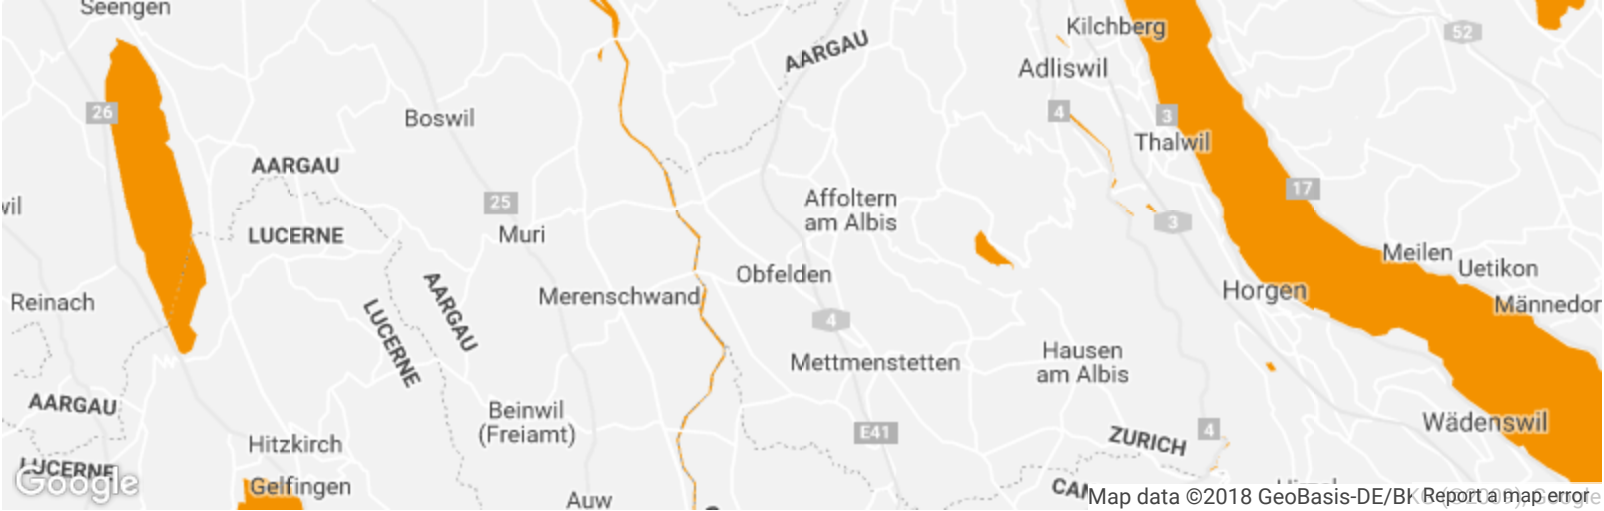 Seengen
Kilchberg
52
AARGAU
Adliswil
26
Boswil
4
3
Thalwil
AARGAU
17
25
Affoltern
am Albis
vil
LUCERNE
Muri
3
Meilen
Uetikon
Obfelden
AARGAU
Reinach
Merenschwand
Horgen
Männedor
LUCERNE
4
Hausen
am Albis
Mettmenstetten
AARGAU
Beinwil
(Freiamt)
Wädenswil
E41
ZURICH
4
Hitzkirch
LUCERNE
Google
Gelfingen
Auw
Map data ©2018 GeoBasis-DE/BK
Report a map error